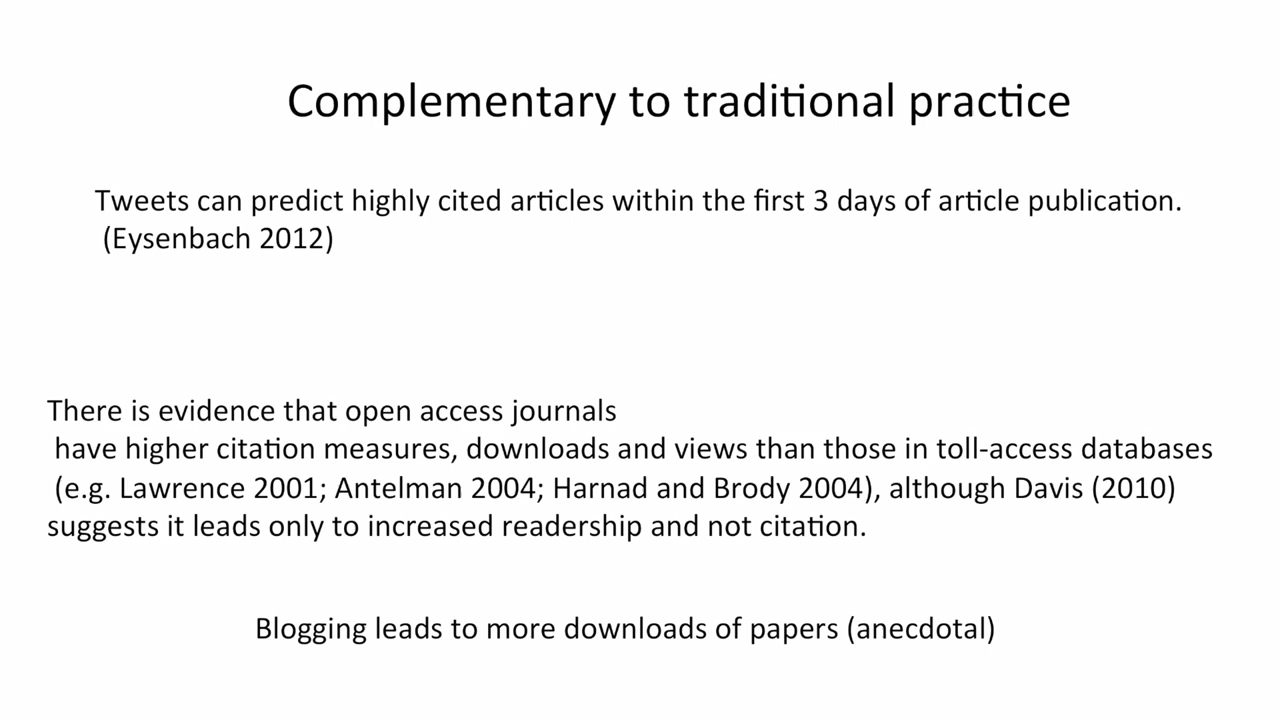 Complementary to traditional practice
Tweets can predict highly cited articles within the first 3 days of article publication.
(Eysenbach 2012)
There is evidence that open access journals
have higher citation measures, downloads and views than those in toll-access databases
(e.g. Lawrence 2001; Antelman 2004; Harnad and Brody 2004), although Davis (2010)
suggests it leads only to increased readership and not citation.
Blogging leads to more downloads of papers (anecdotal)